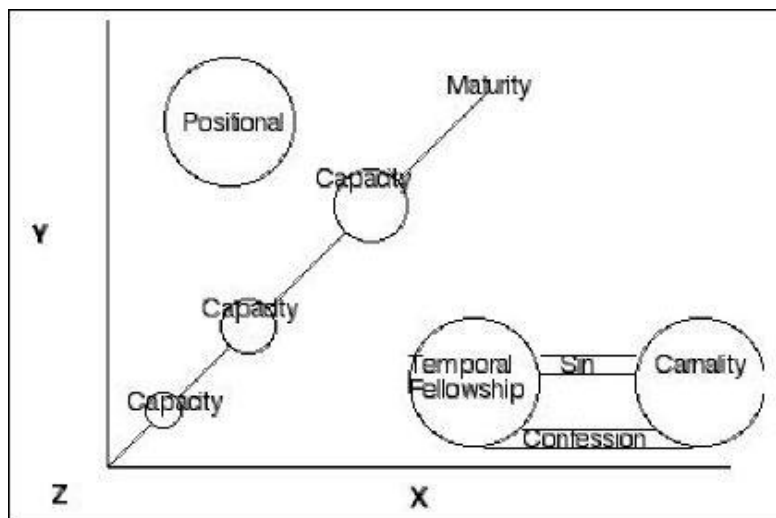 Maturity
Positional
Capacity
Y
Capacity
Temporal
Fellowship
Sin
Carnality
Capacity
Confession
Z
X